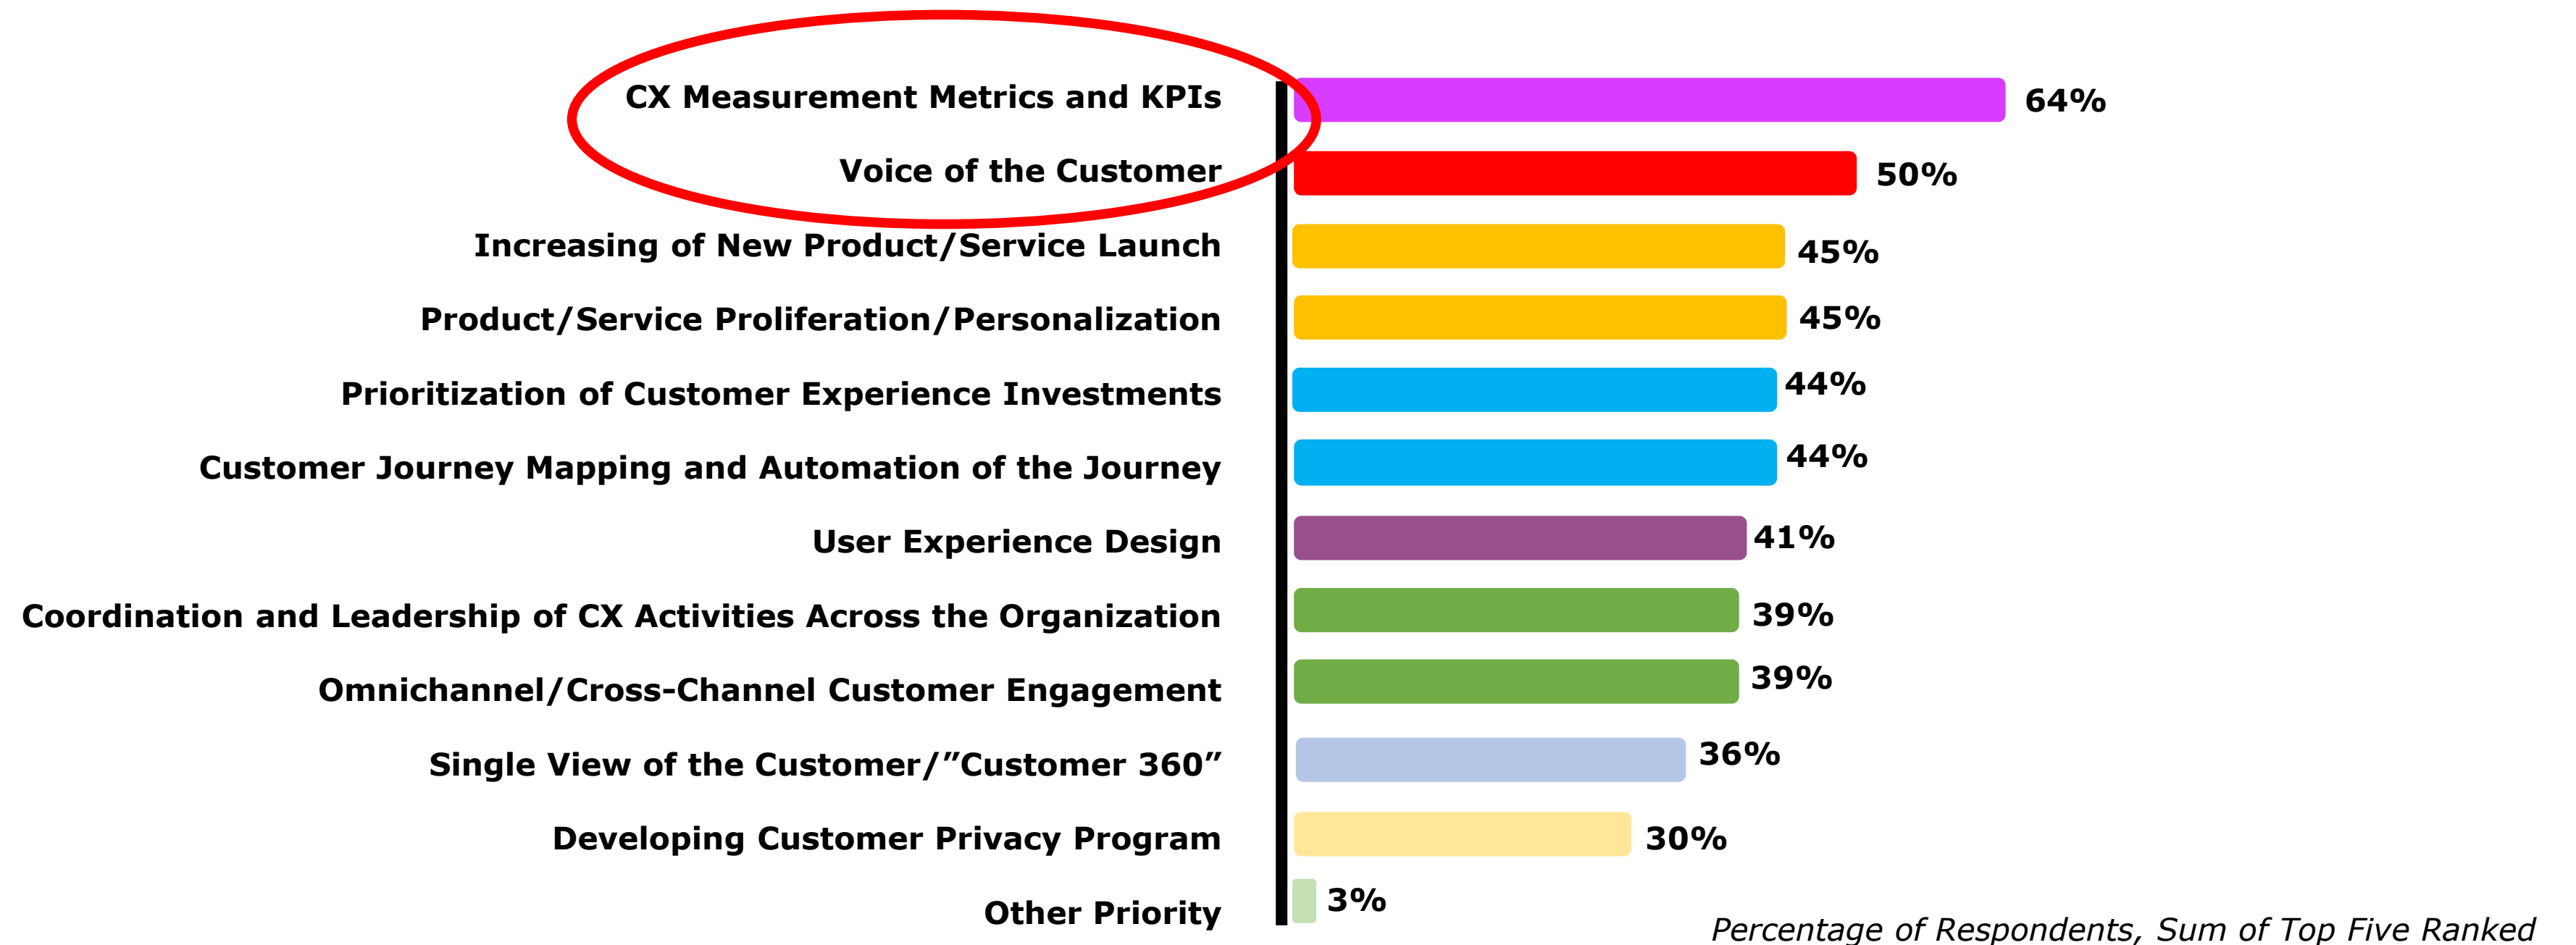 CX Measurement Metrics and KPIs 64%
Voice of the Customer 50%
Increasing of New Product/Service Launch 45%
Product/Service Proliferation/Personalization 45%
Prioritization of Customer Experience Investments 44%
Customer Journey Mapping and Automation of the Journey 44%
User Experience Design 41%
Coordination and Leadership of CX Activities Across the Organization 39%
Omnichannel/Cross-Channel Customer Engagement 39%
Single View of the Customer/”Customer 360” 36%
Developing Customer Privacy Program 30%
Other Priority 3%
Percentage of Respondents, Sum of Top Five Ranked